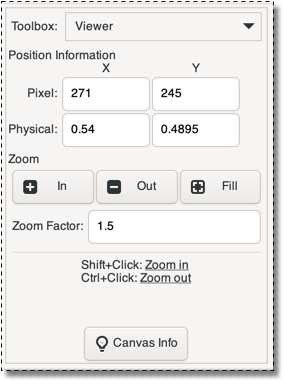 Toolbox: Viewer
Position Information
X Y
Pixel: 271 245
Physical: 0.54 0.4895
Zoom
In Out Fill
Zoom Factor: 1.5
Shift+Click: Zoom in
Ctrl+Click: Zoom out
Canvas Info